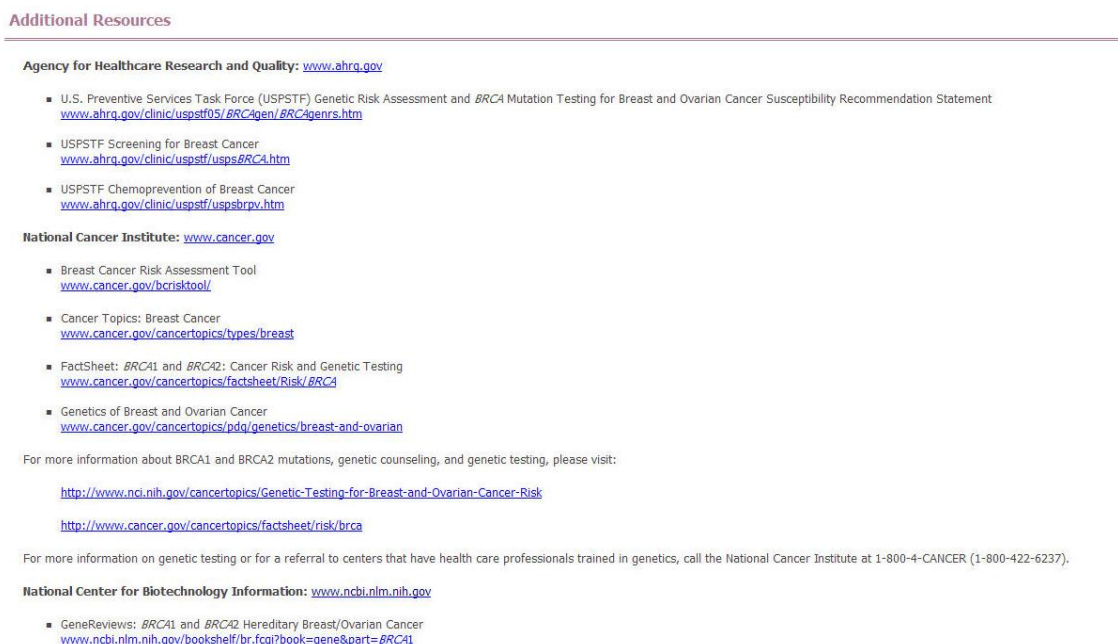 Additional Resources
Agency for Healthcare Research and Quality: www.ahrq.gov
U.S. Preventive Services Task Force (USPSTF) Genetic Risk Assessment and BRCA Mutation Testing for Breast and Ovarian Cancer Susceptibility Recommendation Statement
www.ahrq.gov/clinic/uspstf05/BRCAgen/BRCAgenrs.htm
USPSTF Screening for Breast Cancer
www.ahrq.gov/clinic/uspstf/uspsBRCA.htm
USPSTF Chemoprevention of Breast Cancer
www.ahrq.gov/clinic/uspstf/uspsbrpv.htm
National Cancer Institute: www.cancer.gov
Breast Cancer Risk Assessment Tool
www.cancer.gov/bcrisktool/
Cancer Topics: Breast Cancer
www.cancer.gov/cancertopics/types/breast
FactSheet: BRCA1 and BRCA2: Cancer Risk and Genetic Testing
www.cancer.gov/cancertopics/factsheet/Risk/BRCA
Genetics of Breast and Ovarian Cancer
www.cancer.gov/cancertopics/pdq/genetics/breast-and-ovarian
For more information about BRCA1 and BRCA2 mutations, genetic counseling, and genetic testing, please visit:
http://www.nci.nih.gov/cancertopics/Genetic-Testing-for-Breast-and-Ovarian-Cancer-Risk
http://www.cancer.gov/cancertopics/factsheet/risk/brca
For more information on genetic testing or for a referral to centers that have health care professionals trained in genetics, call the National Cancer Institute at 1-800-4-CANCER (1-800-422-6237).
National Center for Biotechnology Information: www.ncbi.nlm.nih.gov
GeneReviews: BRCA1 and BRCA2 Hereditary Breast/Ovarian Cancer
www.ncbi.nlm.nih.gov/bookshelf/br.fcgi?book=gene&part=BRCA1